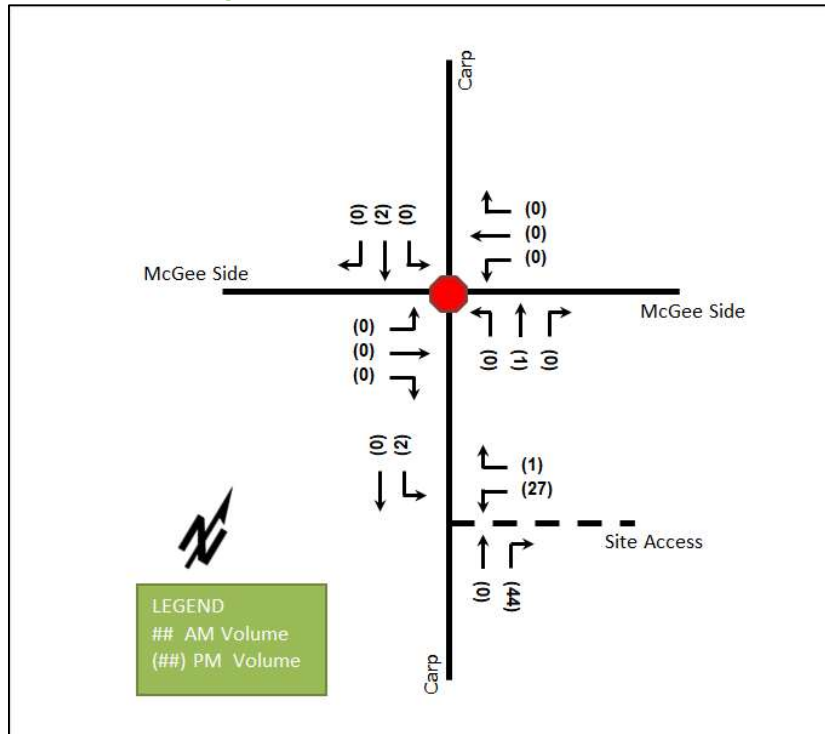 Carp
(0) (2) (0)
(0)
(0)
(0)
McGee Side
McGee Side
(0)
(0)
(0)
(0) (1) (0)
(0) (2)
(1)
(27)
Site Access
(0) (44)
N
LEGEND
## AM Volume
(##) PM Volume
Carp